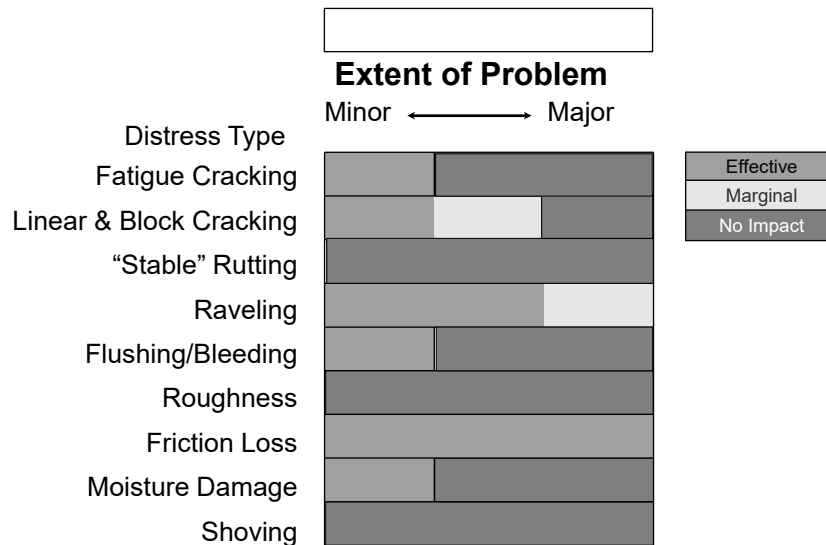 Extent of Problem
Minor Major
Distress Type
Fatigue Cracking
Linear & Block Cracking
“Stable” Rutting
Raveling
Flushing/Bleeding
Roughness
Friction Loss
Moisture Damage
Shoving
Effective
Marginal
No Impact